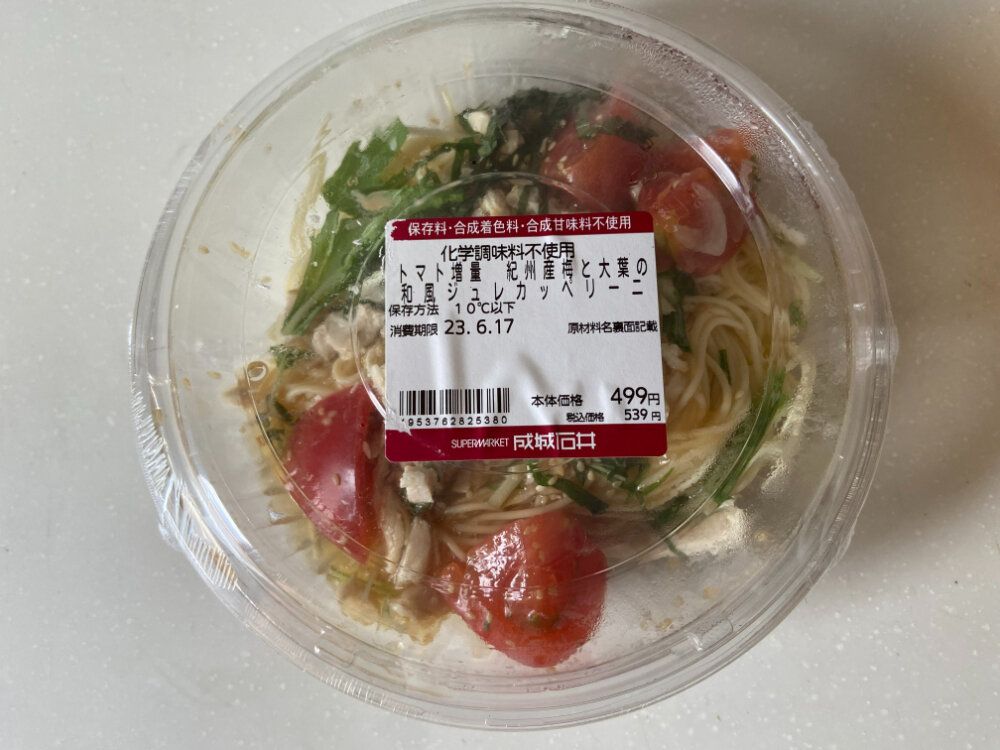 保存料・合成着色料・合成甘味料不使用
化学調味料不使用
トマト増量 紀州産梅と大葉の
和風ジュレカッペリーニ
保存方法 10℃以下
消費期限 23.6.17 原材料名裏面記載
本体価格 499円
税込価格 539円
1953762825380
SUPERMARKET 成城石井